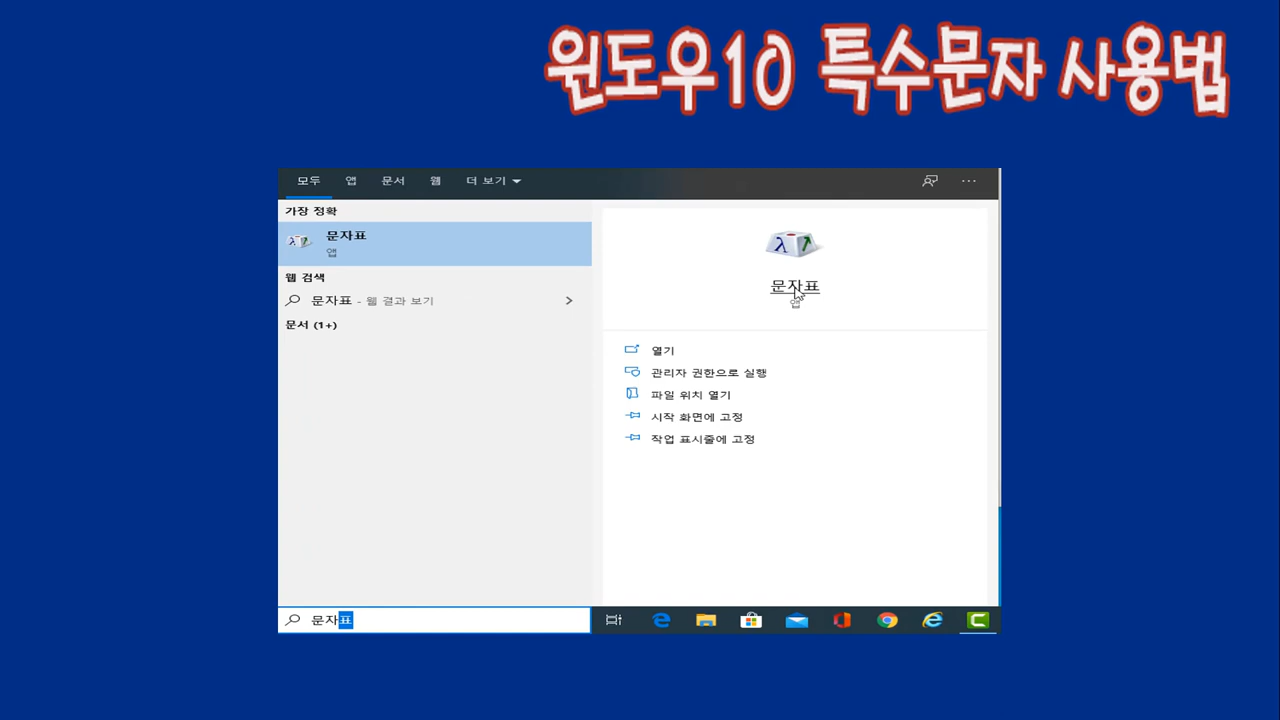 윈도우10 특수문자 사용법
모두 앱 문서 웹 더 보기
가장 정확
문자표
앱
웹 검색
문자표 - 웹 결과 보기
문서 (1+)
문자표
앱
열기
관리자 권한으로 실행
파일 위치 열기
시작 화면에 고정
작업 표시줄에 고정
문자표